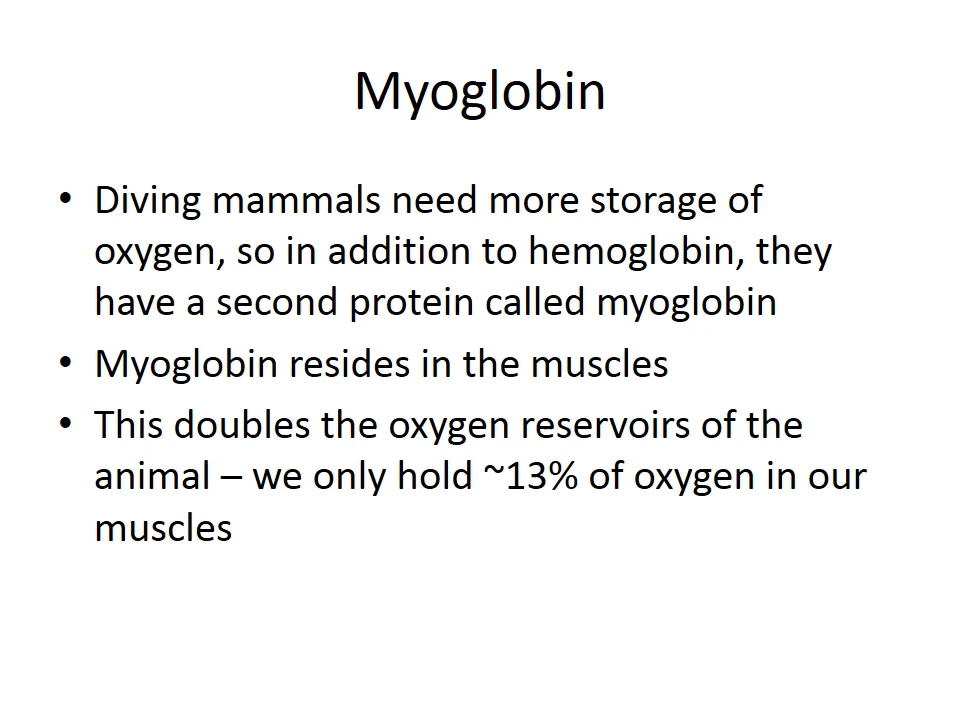 Myoglobin
• Diving mammals need more storage of
oxygen, so in addition to hemoglobin, they
have a second protein called myoglobin
• Myoglobin resides in the muscles
• This doubles the oxygen reservoirs of the
animal – we only hold ~13% of oxygen in our
muscles